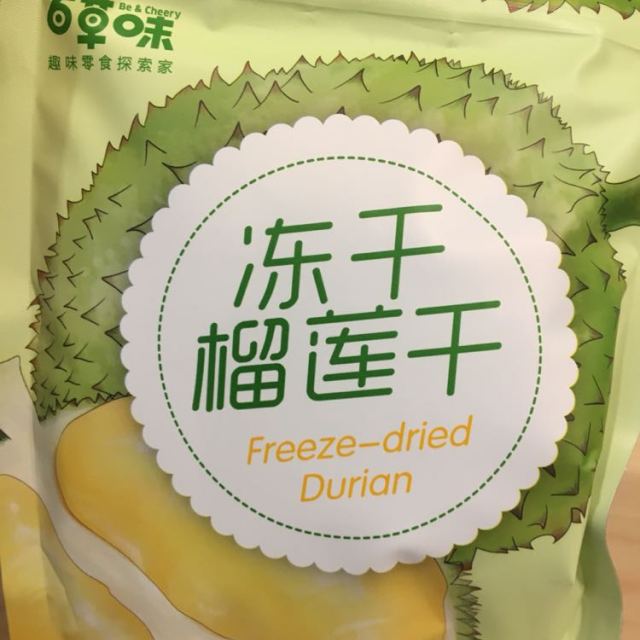 Be & Cheery
百草味
趣味零食探索家
冻干
榴莲干
Freeze-dried
Durian